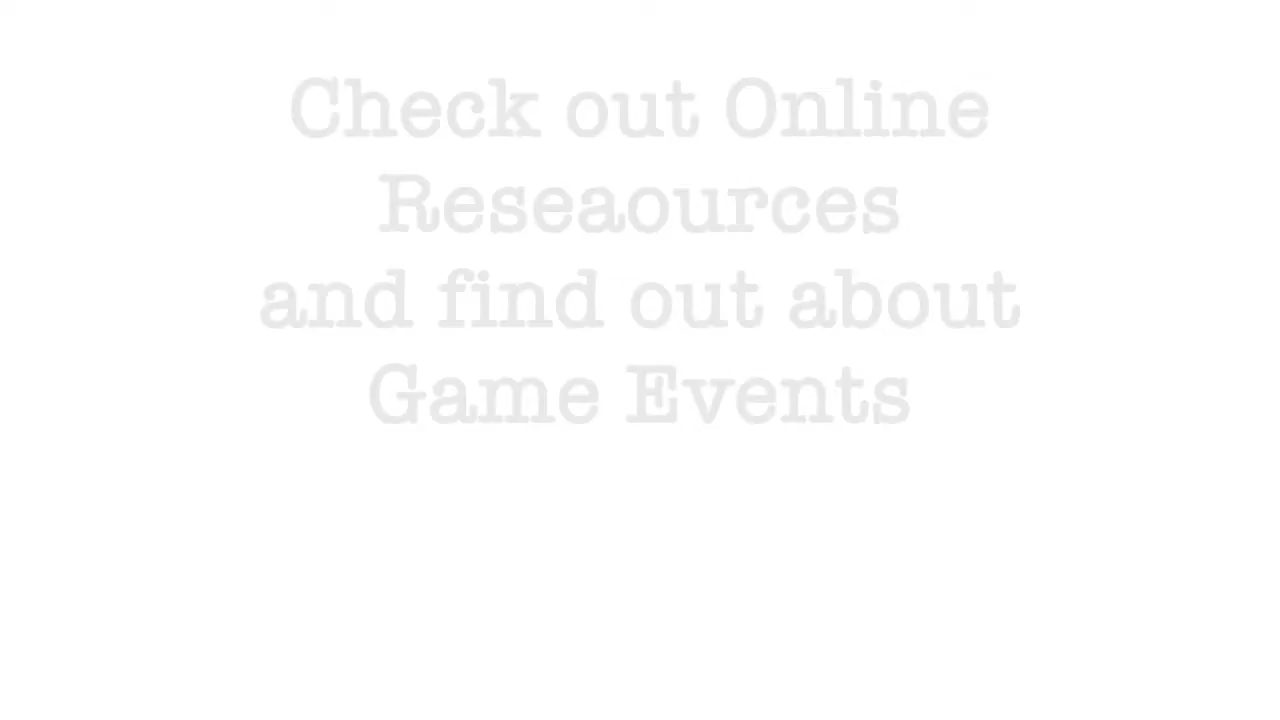 Check out Online
Reseaources
and find out about
Game Events